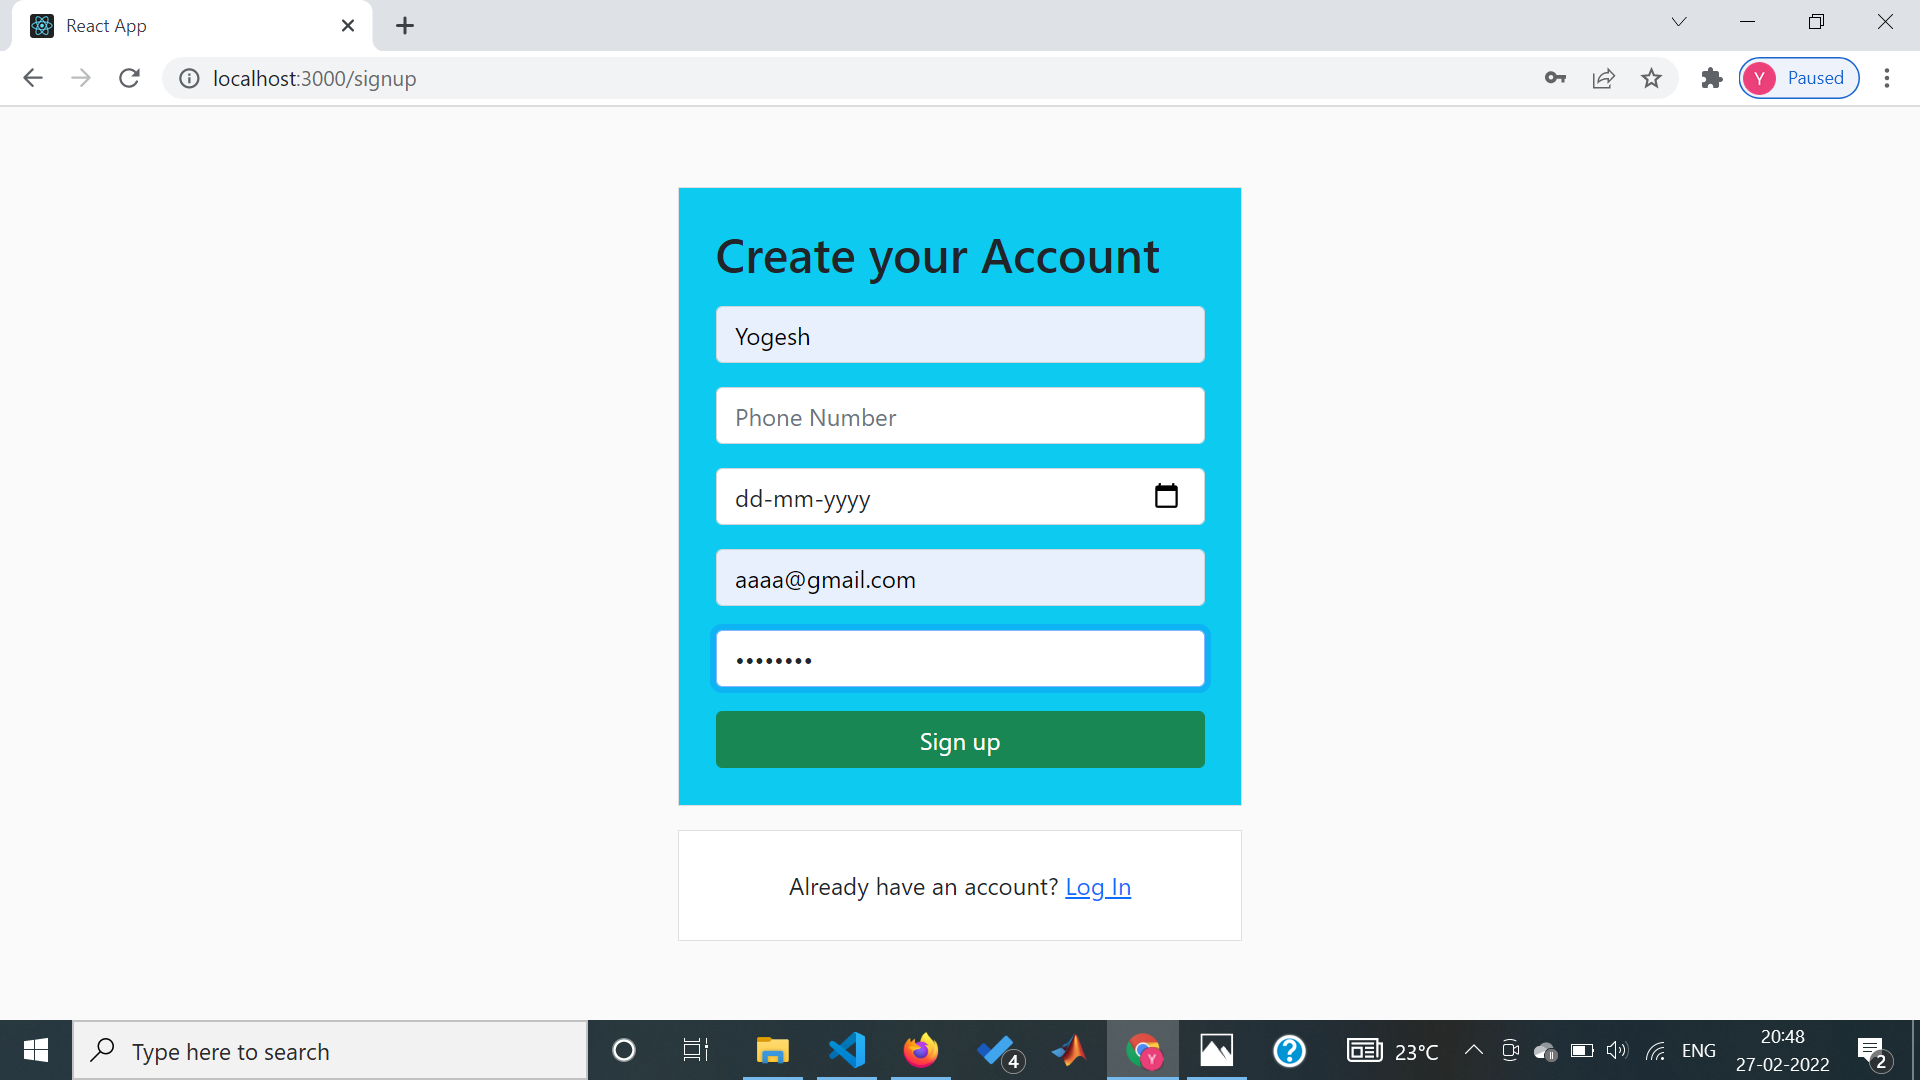 React App
localhost:3000/signup
Y Paused
Create your Account
Yogesh
Phone Number
dd-mm-yyyy
aaaa@gmail.com
••••••••
Sign up
Already have an account? Log In
Type here to search
4
Y
23°C
ENG
20:48
27-02-2022
2